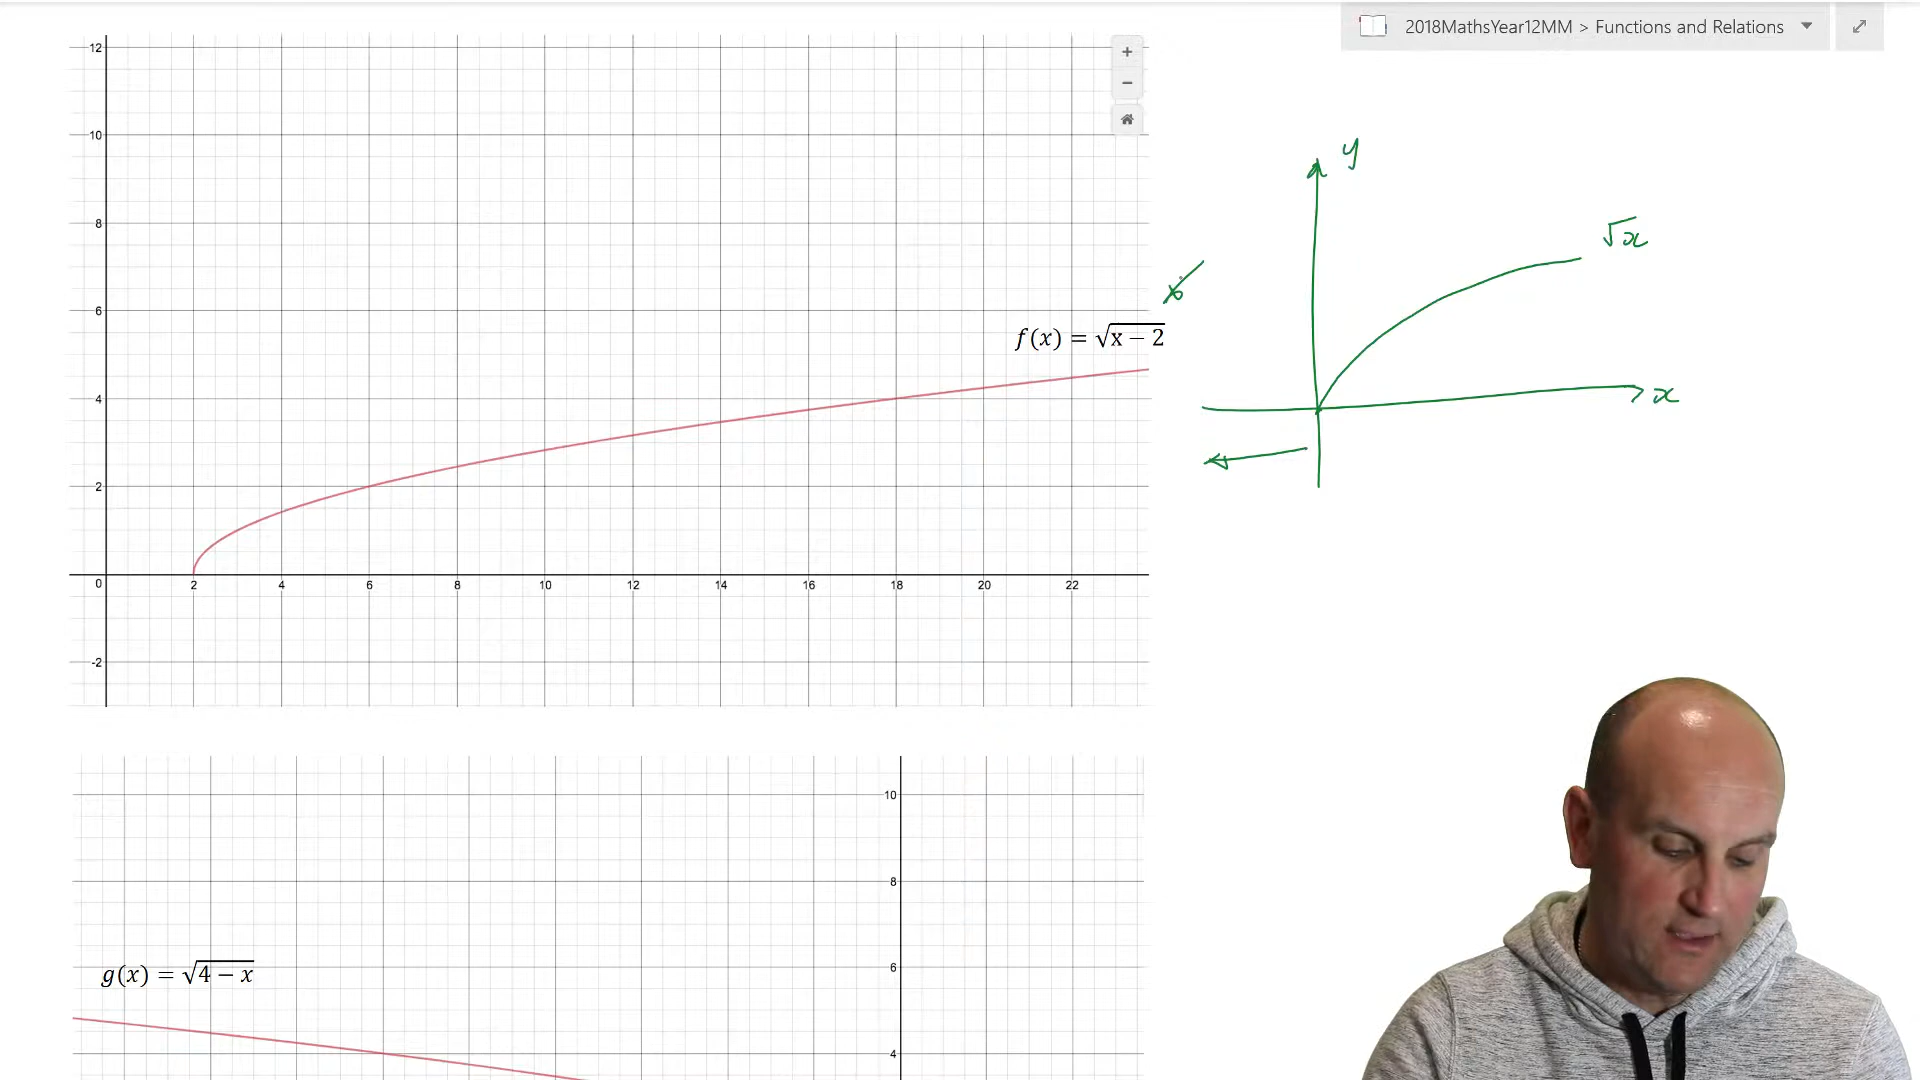 2018MathsYear12MM > Functions and Relations
12
10
8
6
4
2
0
-2
2 4 6 8 10 12 14 16 18 20 22
+
−
f(x) = √x − 2
y
√x
x
10
8
6
4
g(x) = √4 − x